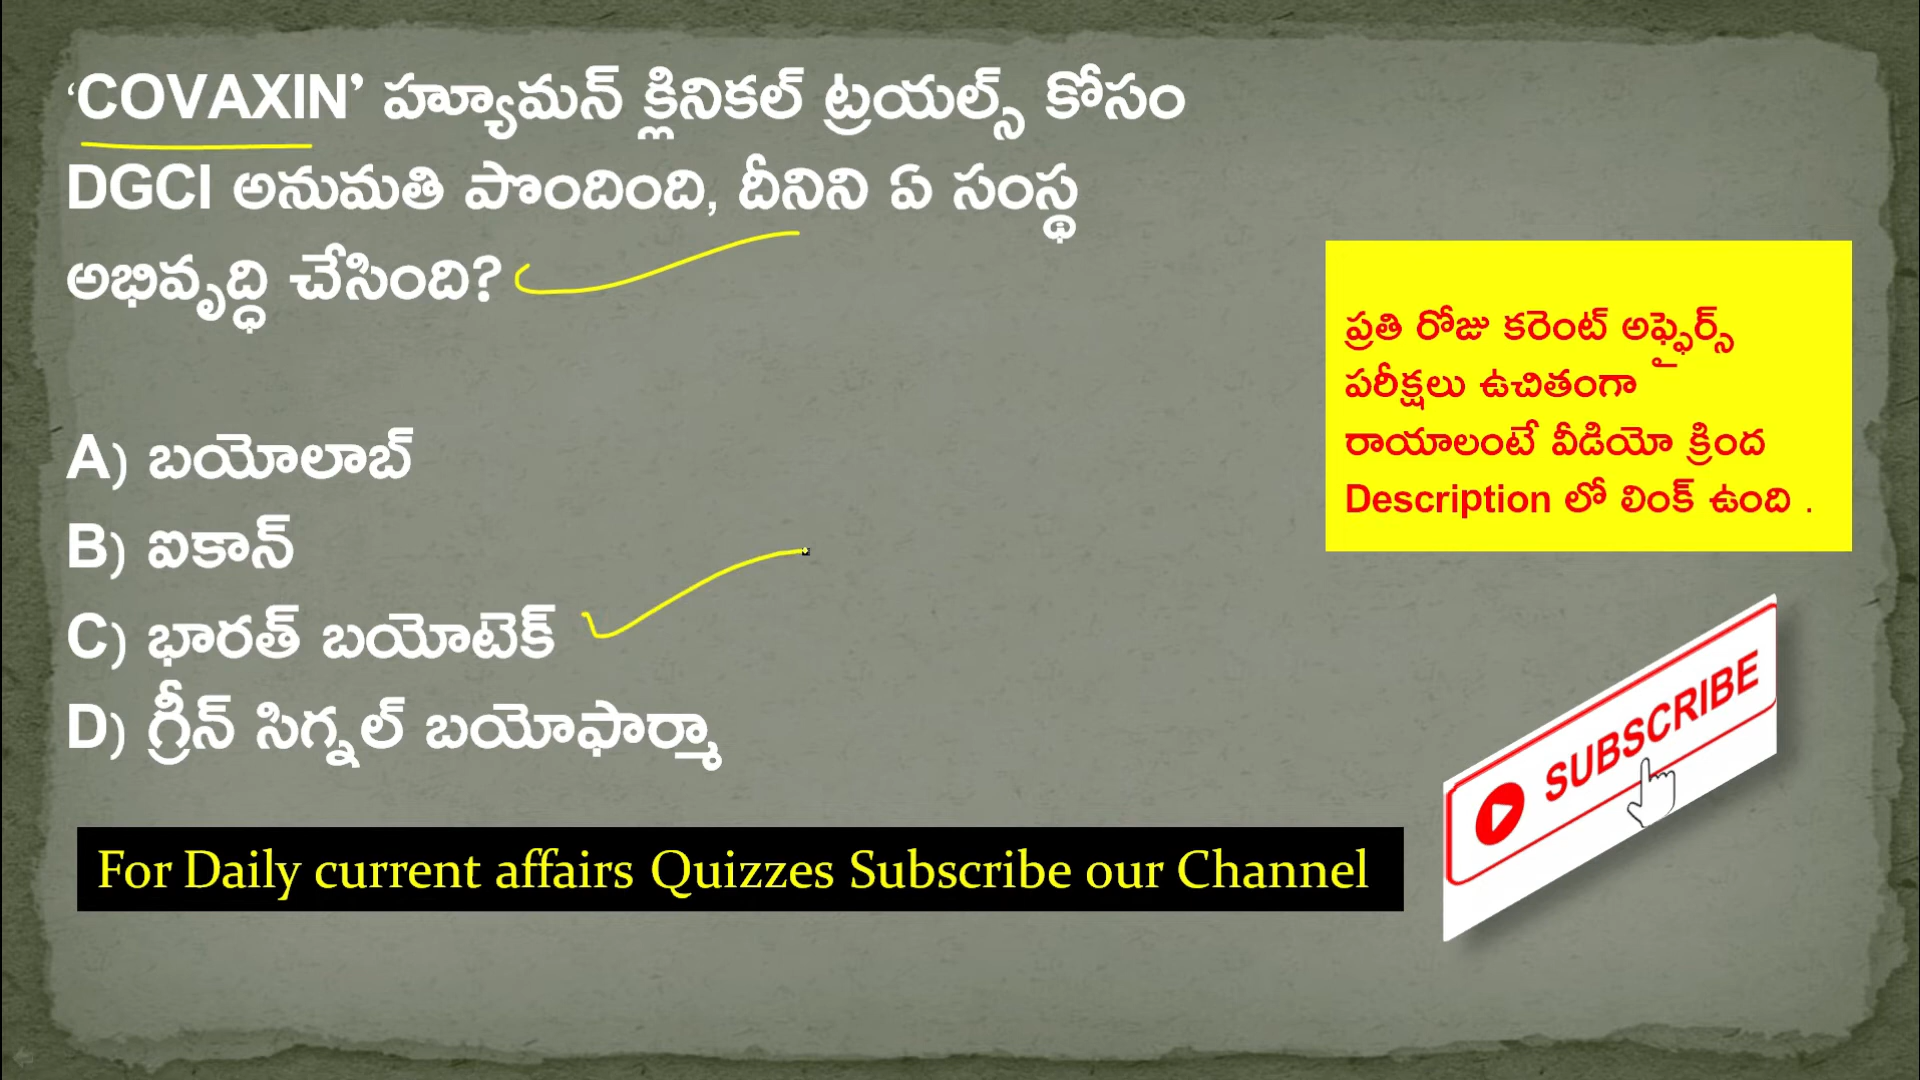 ‘COVAXIN’ హ్యూమన్ క్లినికల్ ట్రయల్స్ కోసం
DGCI అనుమతి పొందింది, దీనిని ఏ సంస్థ
అభివృద్ధి చేసింది?
A) బయోలాబ్
B) ఐకాన్
C) భారత్ బయోటెక్
D) గ్రీన్ సిగ్నల్ బయోఫార్మా
ప్రతి రోజు కరెంట్ అఫ్ఫైర్స్
పరీక్షలు ఉచితంగా
రాయాలంటే వీడియో క్రింద
Description లో లింక్ ఉంది .
SUBSCRIBE
For Daily current affairs Quizzes Subscribe our Channel